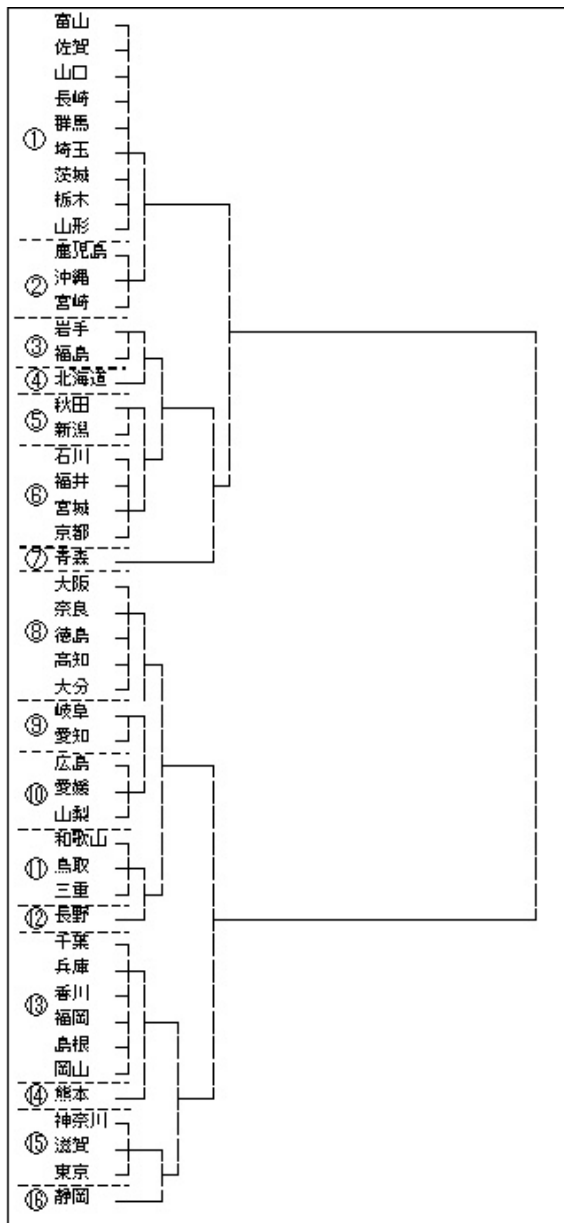 富山
佐賀
山口
長崎
群馬
① 埼玉
茨城
栃木
山形
鹿児島
② 沖縄
宮崎
岩手
③ 福島
④ 北海道
秋田
⑤ 新潟
石川
福井
⑥ 宮城
京都
⑦ 青森
大阪
奈良
⑧ 徳島
高知
大分
岐阜
⑨ 愛知
広島
⑩ 愛媛
山梨
和歌山
⑪ 鳥取
三重
⑫ 長野
千葉
兵庫
香川
⑬ 福岡
島根
岡山
⑭ 熊本
神奈川
⑮ 滋賀
東京
⑯ 静岡